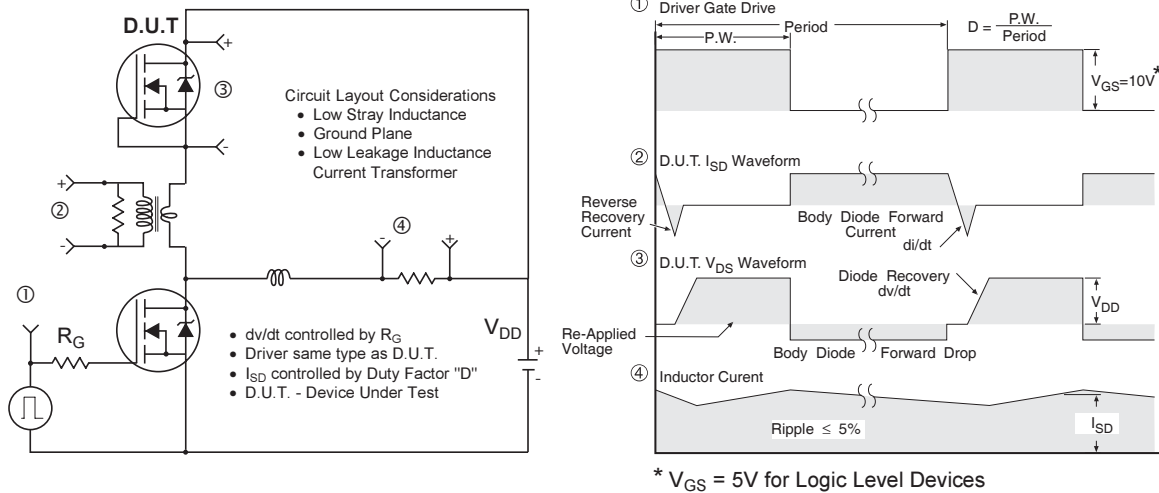 D.U.T
+
③
-
Circuit Layout Considerations
• Low Stray Inductance
• Ground Plane
• Low Leakage Inductance
Current Transformer
+
②
-
④
- +
①
R_G
V_DD
+
-
• dv/dt controlled by R_G
• Driver same type as D.U.T.
• I_SD controlled by Duty Factor "D"
• D.U.T. - Device Under Test
① Driver Gate Drive
P.W.
Period
D = P.W. / Period
V_GS=10V*
② D.U.T. I_SD Waveform
Reverse
Recovery
Current
Body Diode Forward
Current
di/dt
③ D.U.T. V_DS Waveform
Diode Recovery
dv/dt
V_DD
Re-Applied
Voltage
Body Diode Forward Drop
④ Inductor Curent
Ripple ≤ 5%
I_SD
* V_GS = 5V for Logic Level Devices